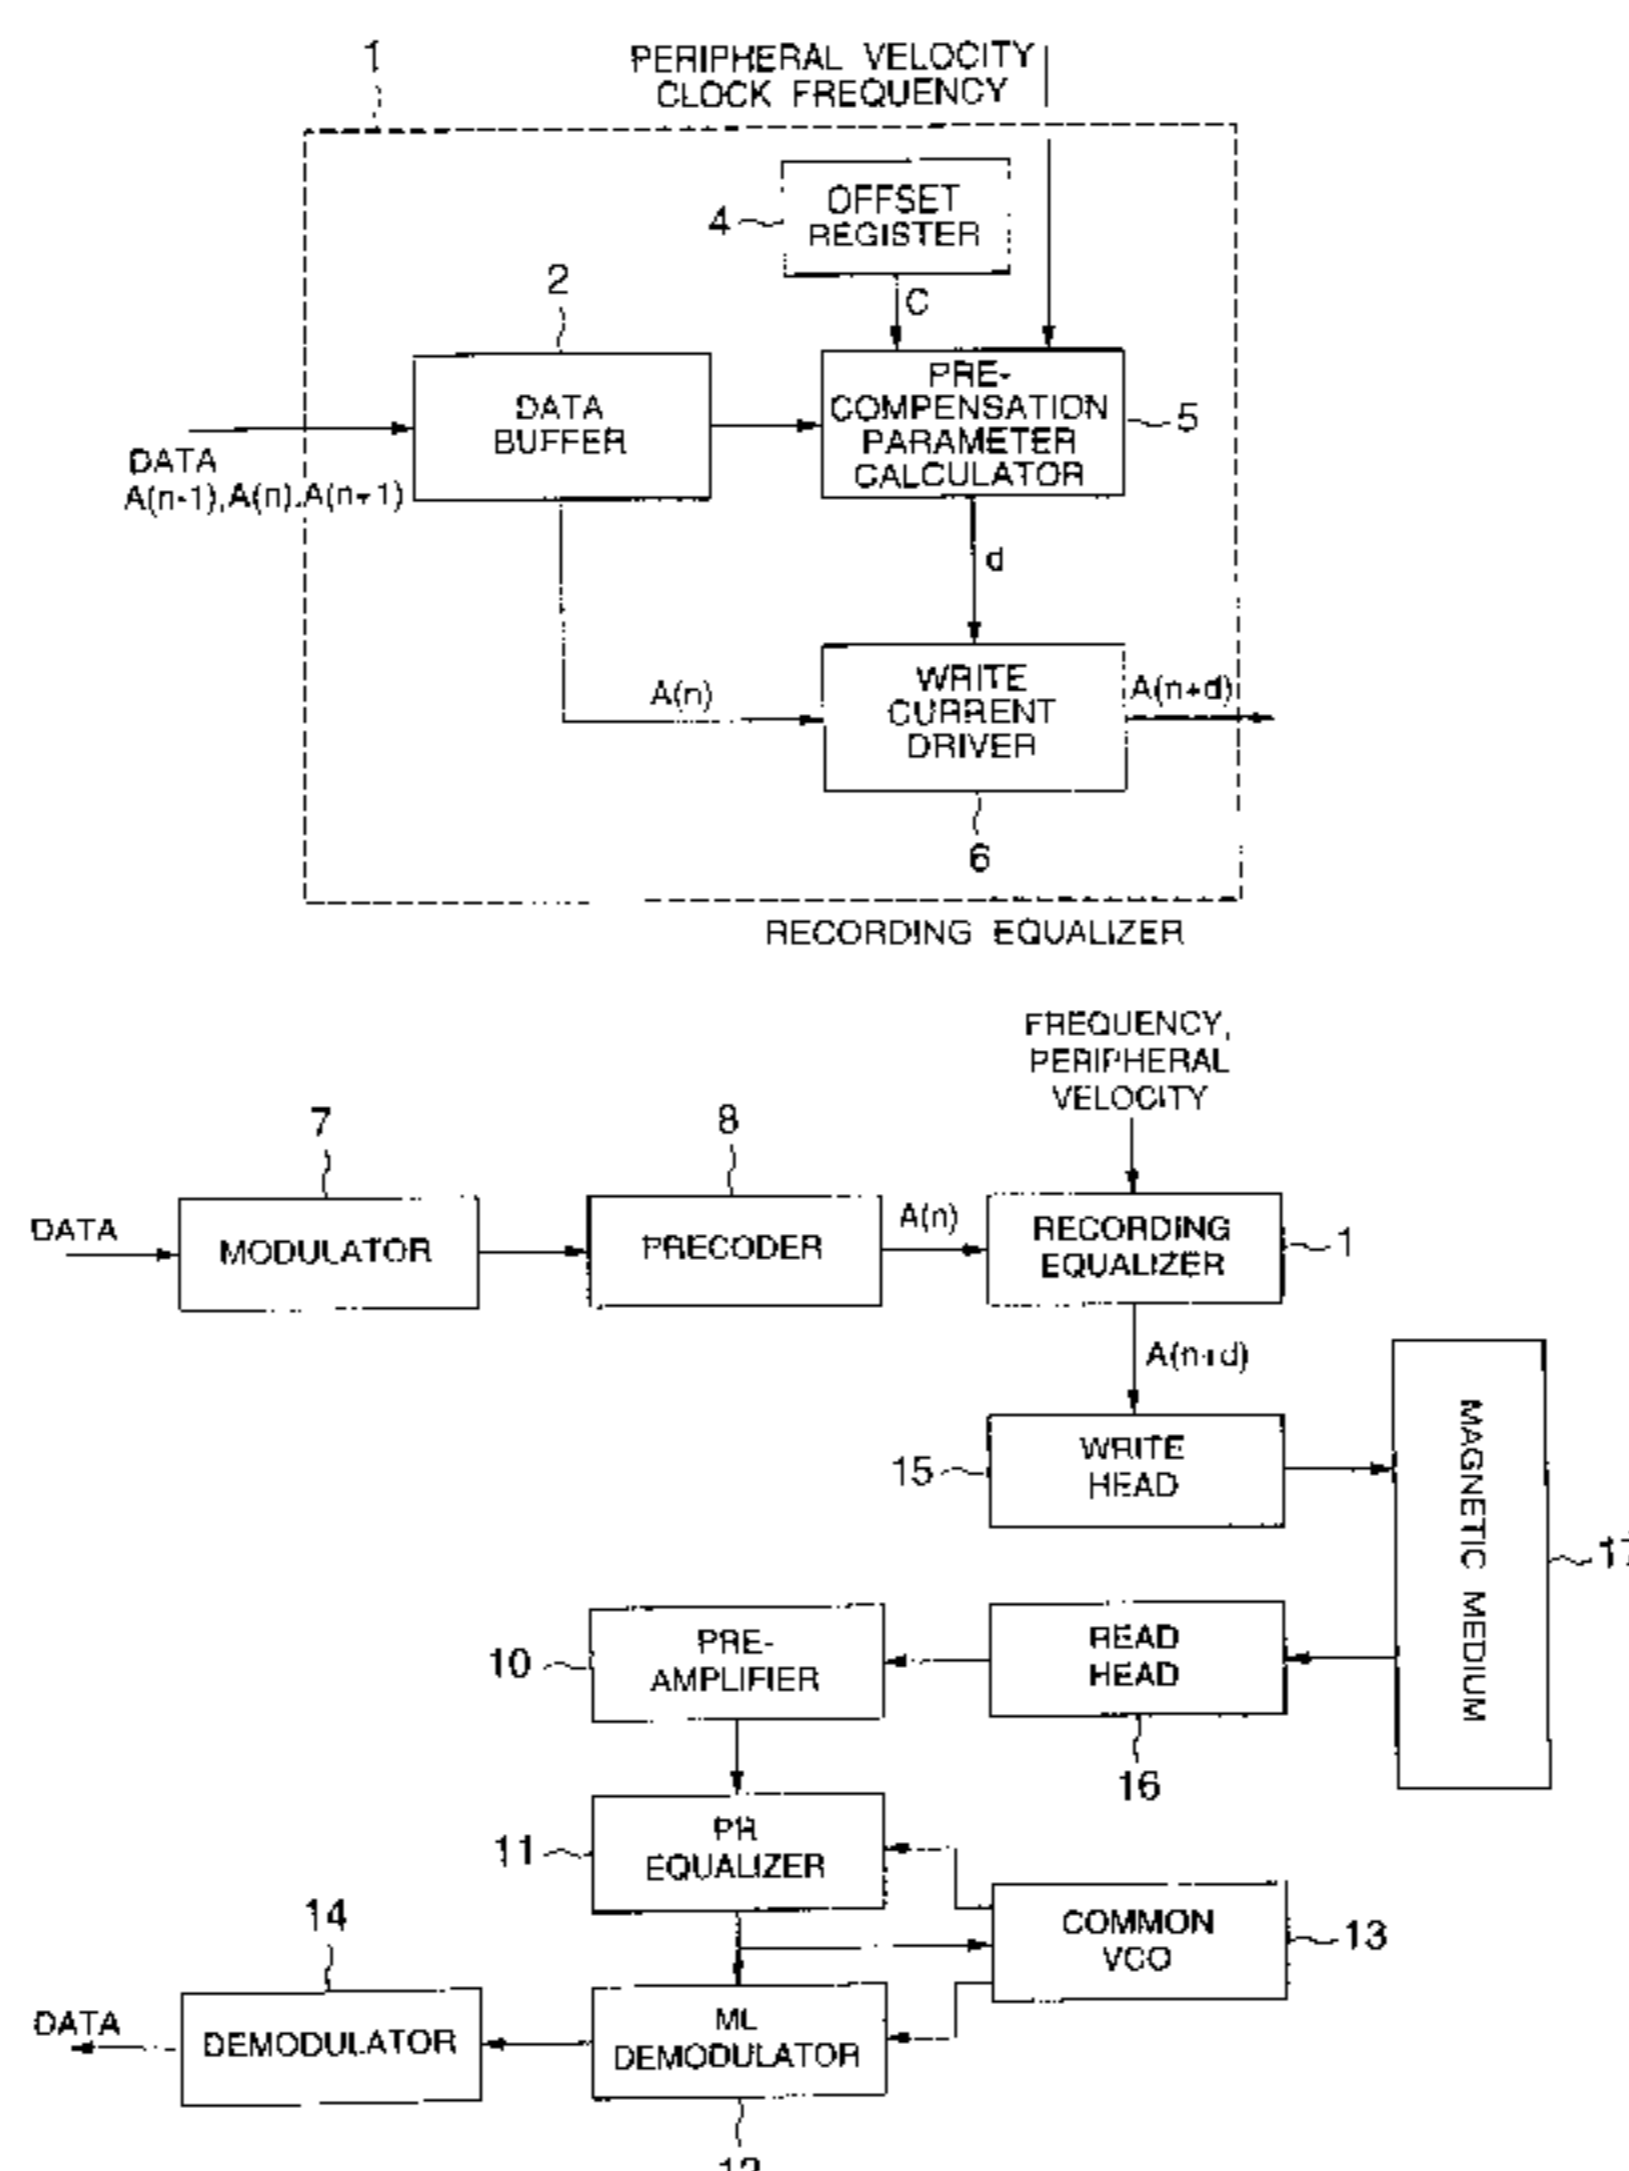 1
PERIPHERAL VELOCITY
CLOCK FREQUENCY
OFFSET
REGISTER
4
C
2
DATA
BUFFER
PRE-
COMPENSATION
PARAMETER
CALCULATOR
5
DATA
A(n-1),A(n),A(n+1)
d
A(n)
WRITE
CURRENT
DRIVER
A(n+d)
6
RECORDING EQUALIZER
FREQUENCY,
PERIPHERAL
VELOCITY
7
8
DATA
MODULATOR
PRECODER
A(n)
RECORDING
EQUALIZER
1
A(n+d)
WRITE
HEAD
15
MAGNETIC MEDIUM
17
READ
HEAD
16
PRE-
AMPLIFIER
10
PR
EQUALIZER
11
COMMON
VCO
13
14
DATA
DEMODULATOR
ML
DEMODULATOR
12